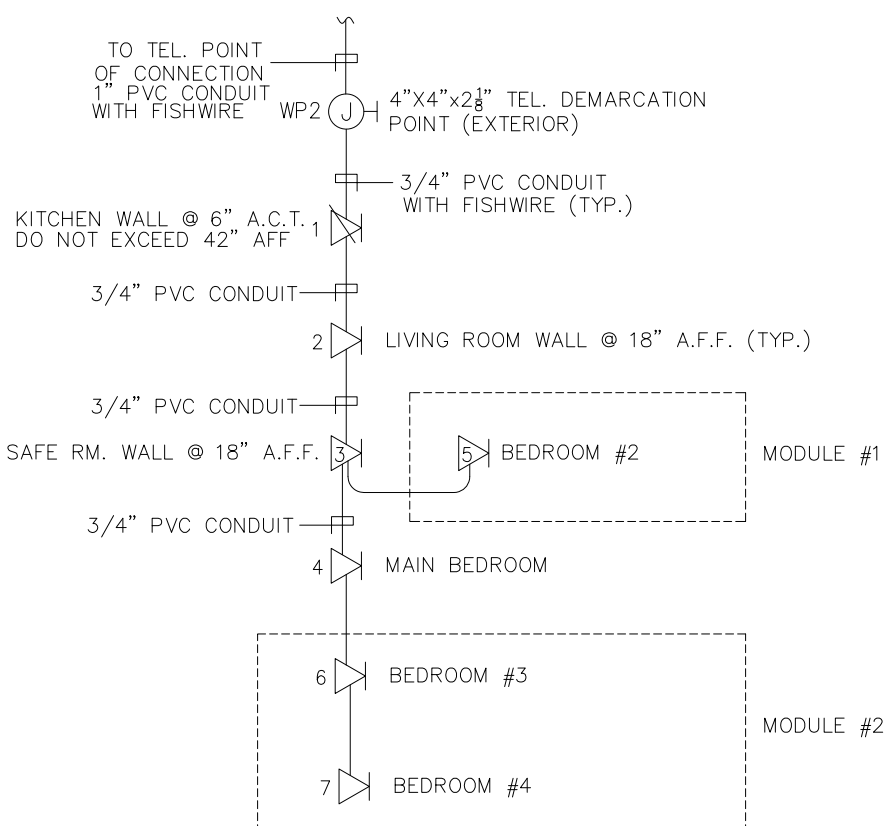 TO TEL. POINT
OF CONNECTION
1" PVC CONDUIT
WITH FISHWIRE
WP2
J
4"X4"x2⅛" TEL. DEMARCATION
POINT (EXTERIOR)
3/4" PVC CONDUIT
WITH FISHWIRE (TYP.)
KITCHEN WALL @ 6" A.C.T.
DO NOT EXCEED 42" AFF
1
3/4" PVC CONDUIT
2
LIVING ROOM WALL @ 18" A.F.F. (TYP.)
3/4" PVC CONDUIT
SAFE RM. WALL @ 18" A.F.F.
3
5
BEDROOM #2
MODULE #1
3/4" PVC CONDUIT
4
MAIN BEDROOM
6
BEDROOM #3
MODULE #2
7
BEDROOM #4